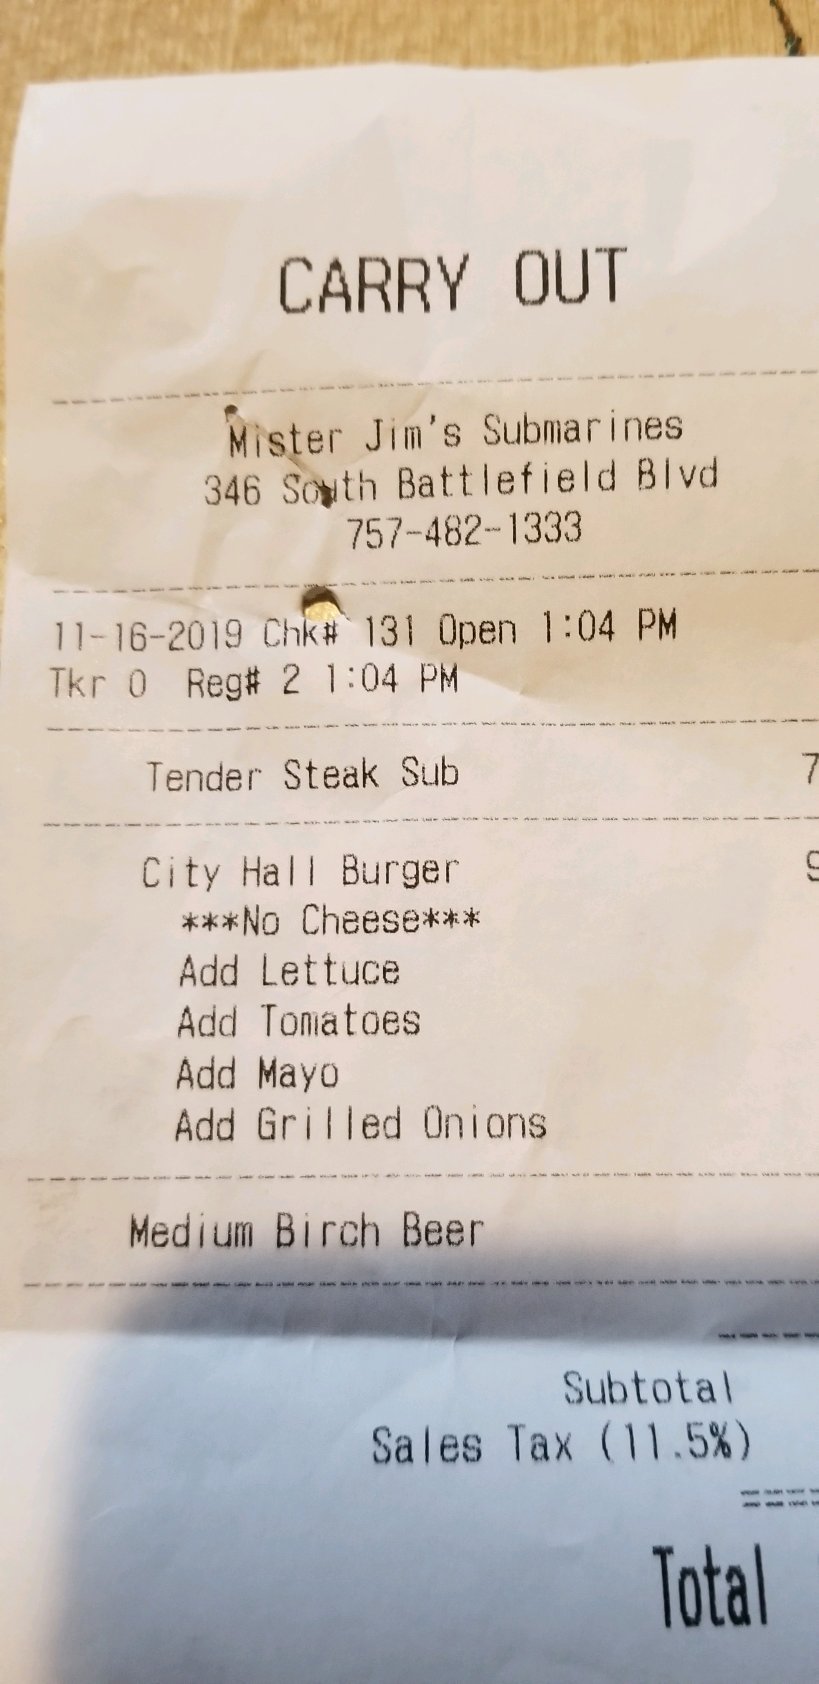 CARRY OUT
Mister Jim's Submarines
346 South Battlefield Blvd
757-482-1333
11-16-2019 Chk# 131 Open 1:04 PM
Tkr 0 Reg# 2 1:04 PM
Tender Steak Sub 7
City Hall Burger 9
***No Cheese***
Add Lettuce
Add Tomatoes
Add Mayo
Add Grilled Onions
Medium Birch Beer
Subtotal
Sales Tax (11.5%)
Total